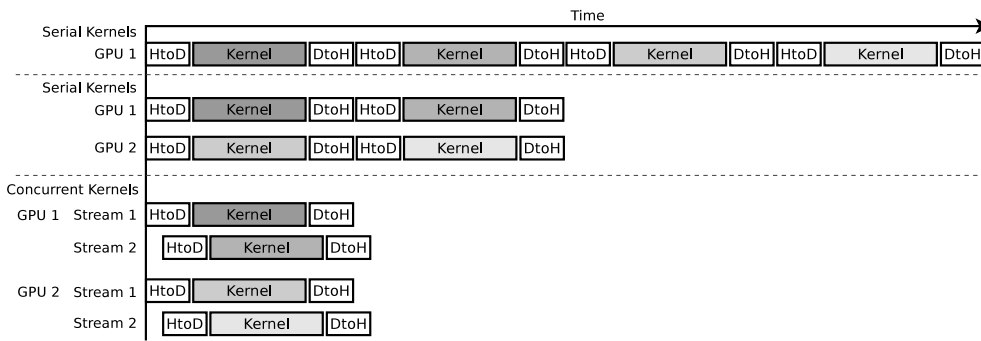 Time
Serial Kernels
GPU 1 HtoD Kernel DtoH HtoD Kernel DtoH HtoD Kernel DtoH HtoD Kernel DtoH
Serial Kernels
GPU 1 HtoD Kernel DtoH HtoD Kernel DtoH
GPU 2 HtoD Kernel DtoH HtoD Kernel DtoH
Concurrent Kernels
GPU 1 Stream 1 HtoD Kernel DtoH
Stream 2 HtoD Kernel DtoH
GPU 2 Stream 1 HtoD Kernel DtoH
Stream 2 HtoD Kernel DtoH